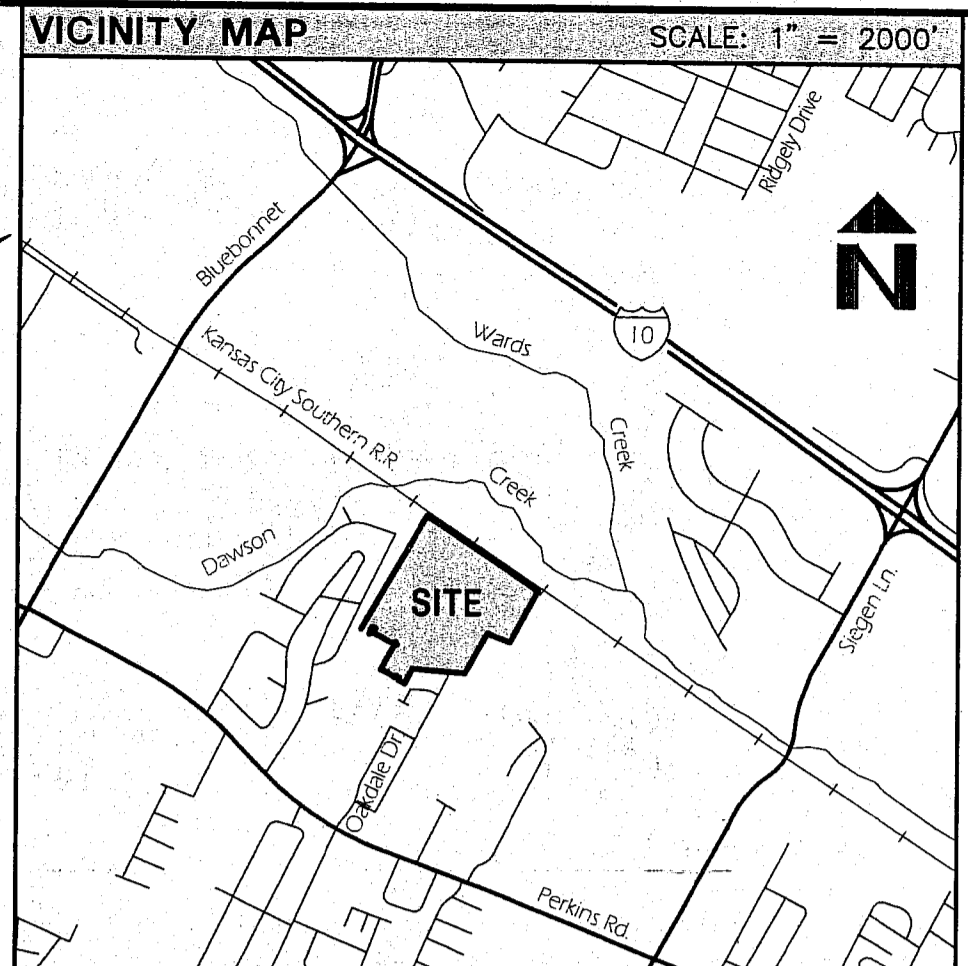 VICINITY MAP
SCALE: 1" = 2000'
Ridgely Drive
N
Bluebonnet
10
Wards
Kansas City Southern R.R.
Creek
Creek
Dawson
SITE
Siegen Ln.
Oakdale Dr.
Perkins Rd.